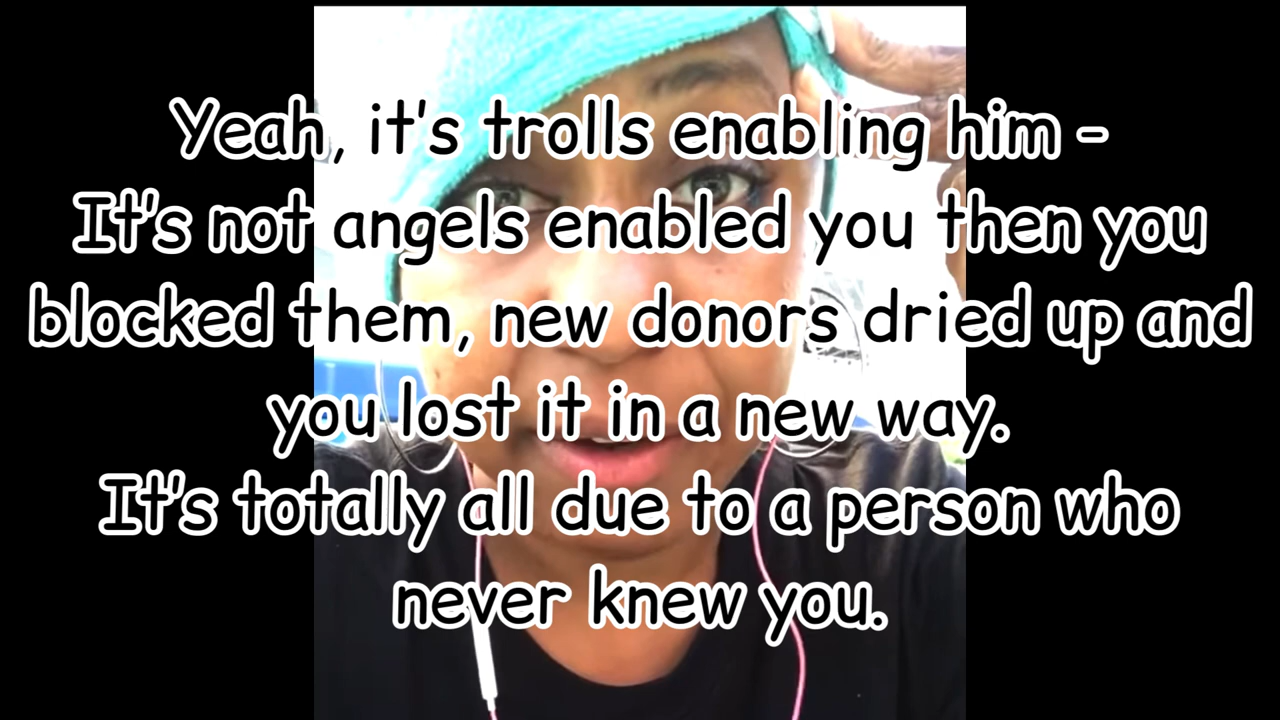 Yeah, it's trolls enabling him –
It's not angels enabled you then you
blocked them, new donors dried up and
you lost it in a new way.
It's totally all due to a person who
never knew you.